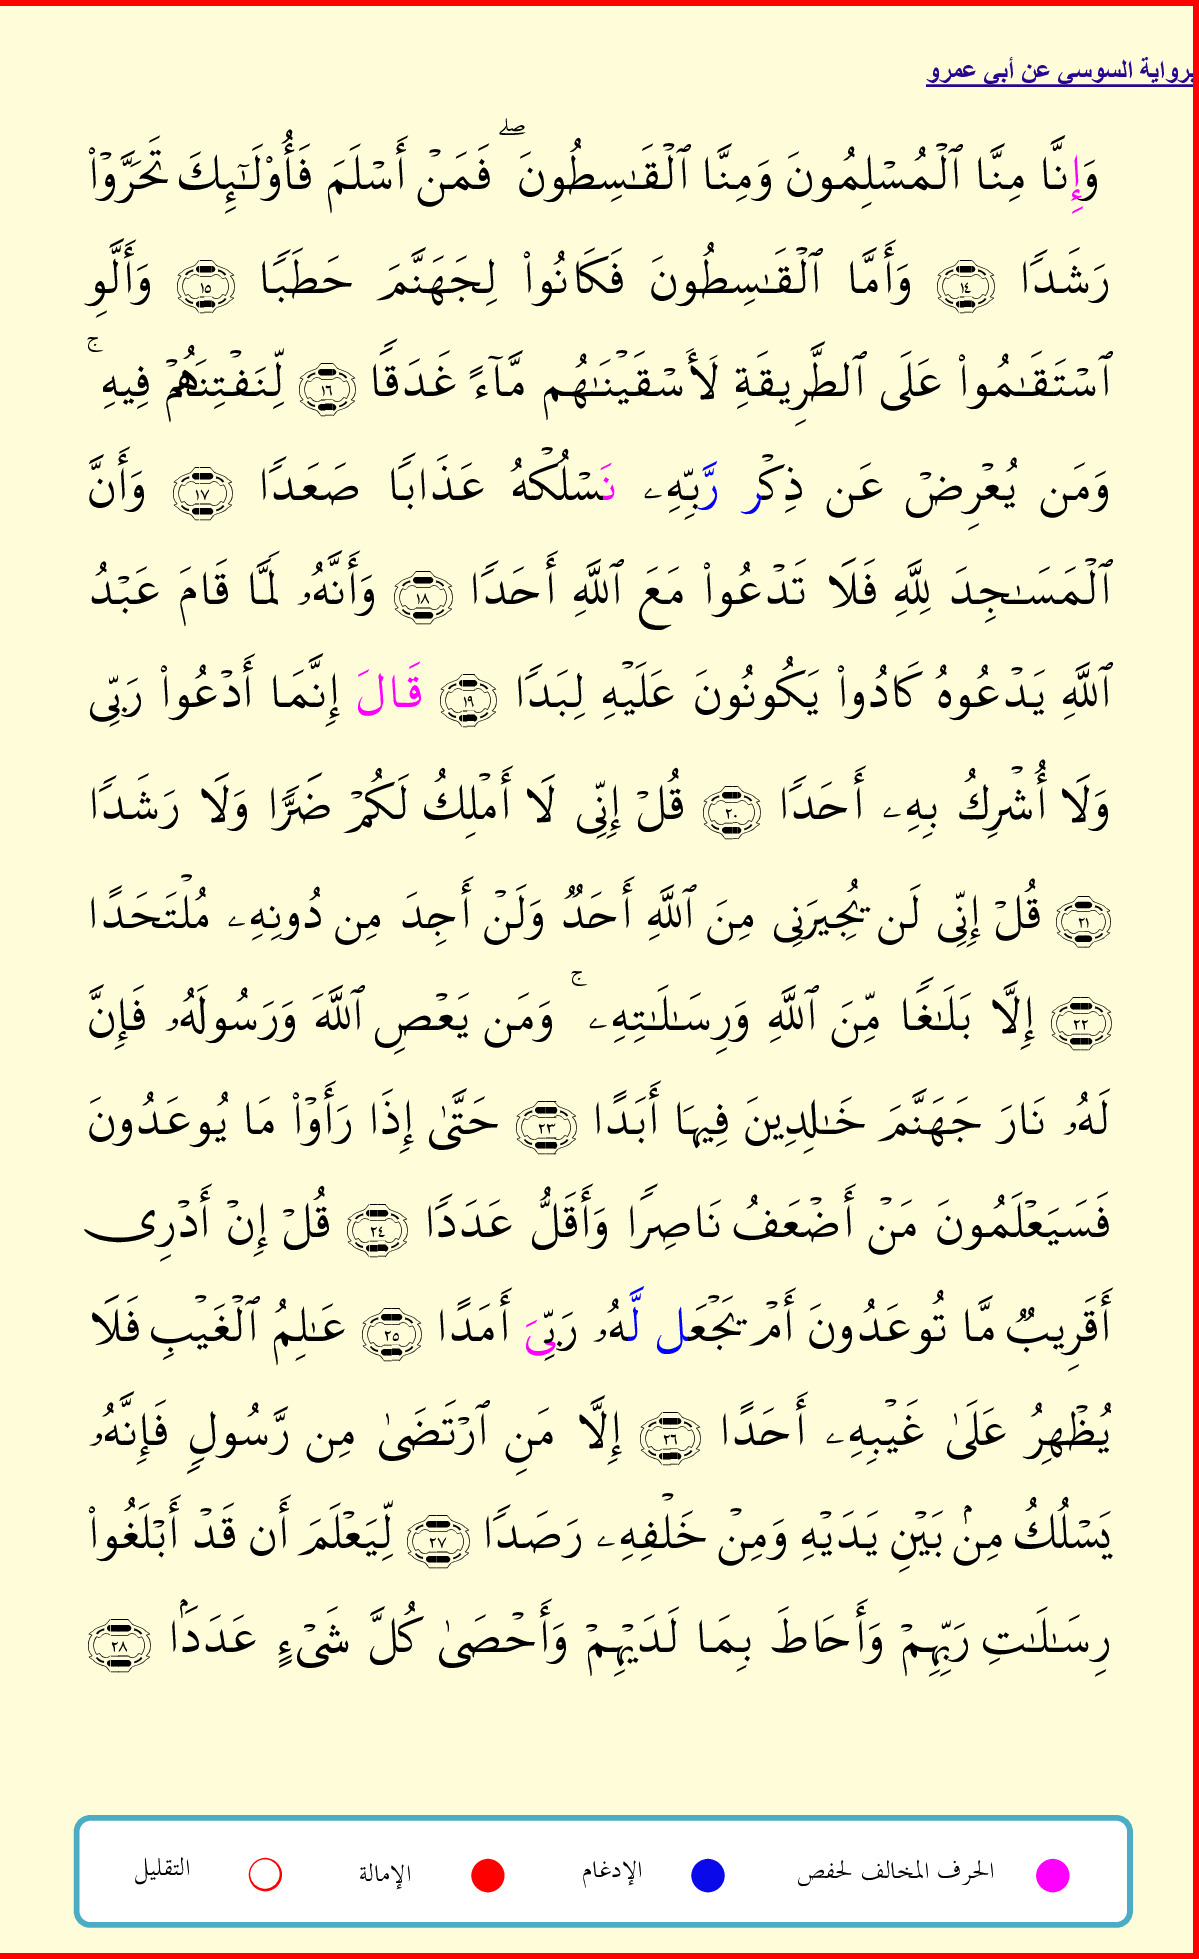 برواية السوسي عن أبي عمرو
وَإِنَّا مِنَّا ٱلْمُسْلِمُونَ وَمِنَّا ٱلْقَـٰسِطُونَ ۖ فَمَنْ أَسْلَمَ فَأُو۟لَـٰٓئِكَ تَحَرَّوْا۟
رَشَدًا ١٤ وَأَمَّا ٱلْقَـٰسِطُونَ فَكَانُوا۟ لِجَهَنَّمَ حَطَبًا ١٥ وَأَلَّوِ
ٱسْتَقَـٰمُوا۟ عَلَى ٱلطَّرِيقَةِ لَأَسْقَيْنَـٰهُم مَّآءً غَدَقًا ١٦ لِّنَفْتِنَهُمْ فِيهِ ۚ
وَمَن يُعْرِضْ عَن ذِكْر رَّبِّهِۦ نَسْلُكْهُ عَذَابًا صَعَدًا ١٧ وَأَنَّ
ٱلْمَسَـٰجِدَ لِلَّهِ فَلَا تَدْعُوا۟ مَعَ ٱللَّهِ أَحَدًا ١٨ وَأَنَّهُۥ لَمَّا قَامَ عَبْدُ
ٱللَّهِ يَدْعُوهُ كَادُوا۟ يَكُونُونَ عَلَيْهِ لِبَدًا ١٩ قَالَ إِنَّمَا أَدْعُوا۟ رَبِّى
وَلَا أُشْرِكُ بِهِۦ أَحَدًا ٢٠ قُلْ إِنِّى لَا أَمْلِكُ لَكُمْ ضَرًّا وَلَا رَشَدًا
٢١ قُلْ إِنِّى لَن يُجِيرَنِى مِنَ ٱللَّهِ أَحَدٌ وَلَنْ أَجِدَ مِن دُونِهِۦ مُلْتَحَدًا
٢٢ إِلَّا بَلَـٰغًا مِّنَ ٱللَّهِ وَرِسَـٰلَـٰتِهِۦ ۚ وَمَن يَعْصِ ٱللَّهَ وَرَسُولَهُۥ فَإِنَّ
لَهُۥ نَارَ جَهَنَّمَ خَـٰلِدِينَ فِيهَا أَبَدًا ٢٣ حَتَّىٰ إِذَا رَأَوْا۟ مَا يُوعَدُونَ
فَسَيَعْلَمُونَ مَنْ أَضْعَفُ نَاصِرًا وَأَقَلُّ عَدَدًا ٢٤ قُلْ إِنْ أَدْرِى
أَقَرِيبٌ مَّا تُوعَدُونَ أَمْ يَجْعَل لَّهُۥ رَبِّىَ أَمَدًا ٢٥ عَـٰلِمُ ٱلْغَيْبِ فَلَا
يُظْهِرُ عَلَىٰ غَيْبِهِۦ أَحَدًا ٢٦ إِلَّا مَنِ ٱرْتَضَىٰ مِن رَّسُولٍ فَإِنَّهُۥ
يَسْلُكُ مِنۢ بَيْنِ يَدَيْهِ وَمِنْ خَلْفِهِۦ رَصَدًا ٢٧ لِّيَعْلَمَ أَن قَدْ أَبْلَغُوا۟
رِسَـٰلَـٰتِ رَبِّهِمْ وَأَحَاطَ بِمَا لَدَيْهِمْ وَأَحْصَىٰ كُلَّ شَىْءٍ عَدَدَۢا ٢٨
الحرف المخالف لحفص الإدغام الإمالة التقليل